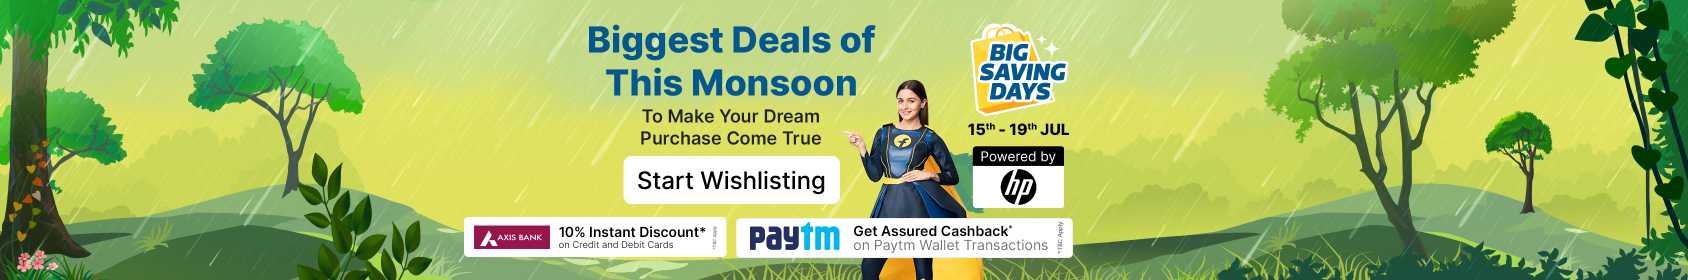 Biggest Deals of
This Monsoon
To Make Your Dream
Purchase Come True
Start Wishlisting
BIG
SAVING
DAYS
15th - 19th JUL
Powered by
hp
AXIS BANK
10% Instant Discount*
on Credit and Debit Cards
*T&C Apply
paytm
Get Assured Cashback*
on Paytm Wallet Transactions
*T&C Apply